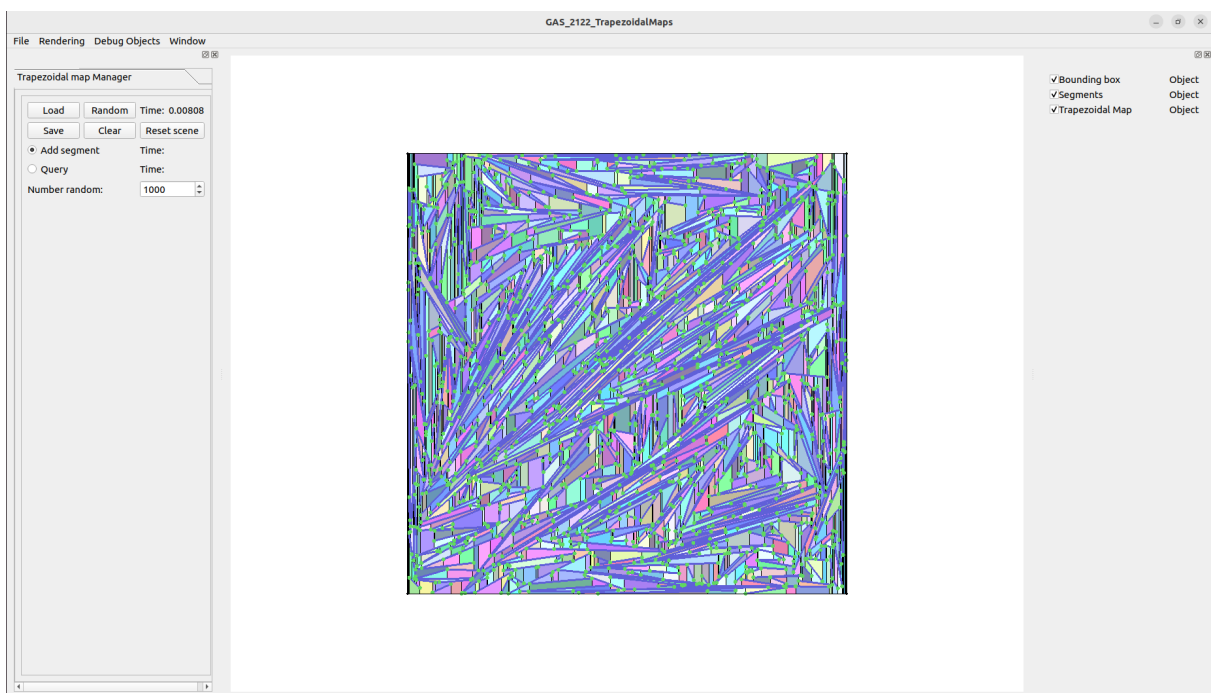 GAS_2122_TrapezoidalMaps
File Rendering Debug Objects Window
Trapezoidal map Manager
Load Random Time: 0.00808
Save Clear Reset scene
Add segment Time:
Query Time:
Number random: 1000
Bounding box Object
Segments Object
Trapezoidal Map Object